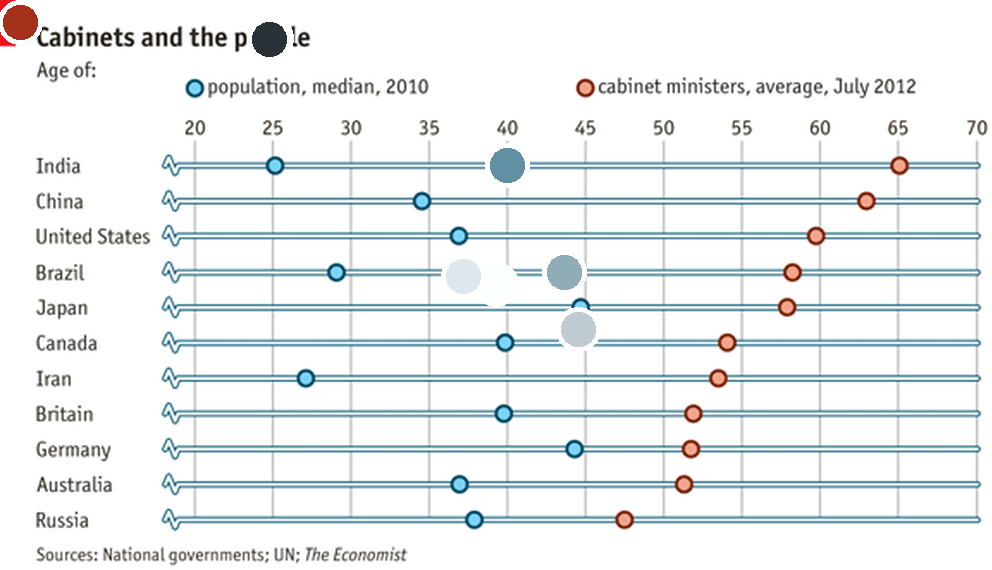 Cabinets and the
Age of:
population, median, 2010 cabinet ministers, average, July 2012
20 25 30 35 40 45 50 55 60 65 70
India
China
United States
Brazil
Japan
Canada
Iran
Britain
Germany
Australia
Russia
Sources: National governments; UN; The Economist